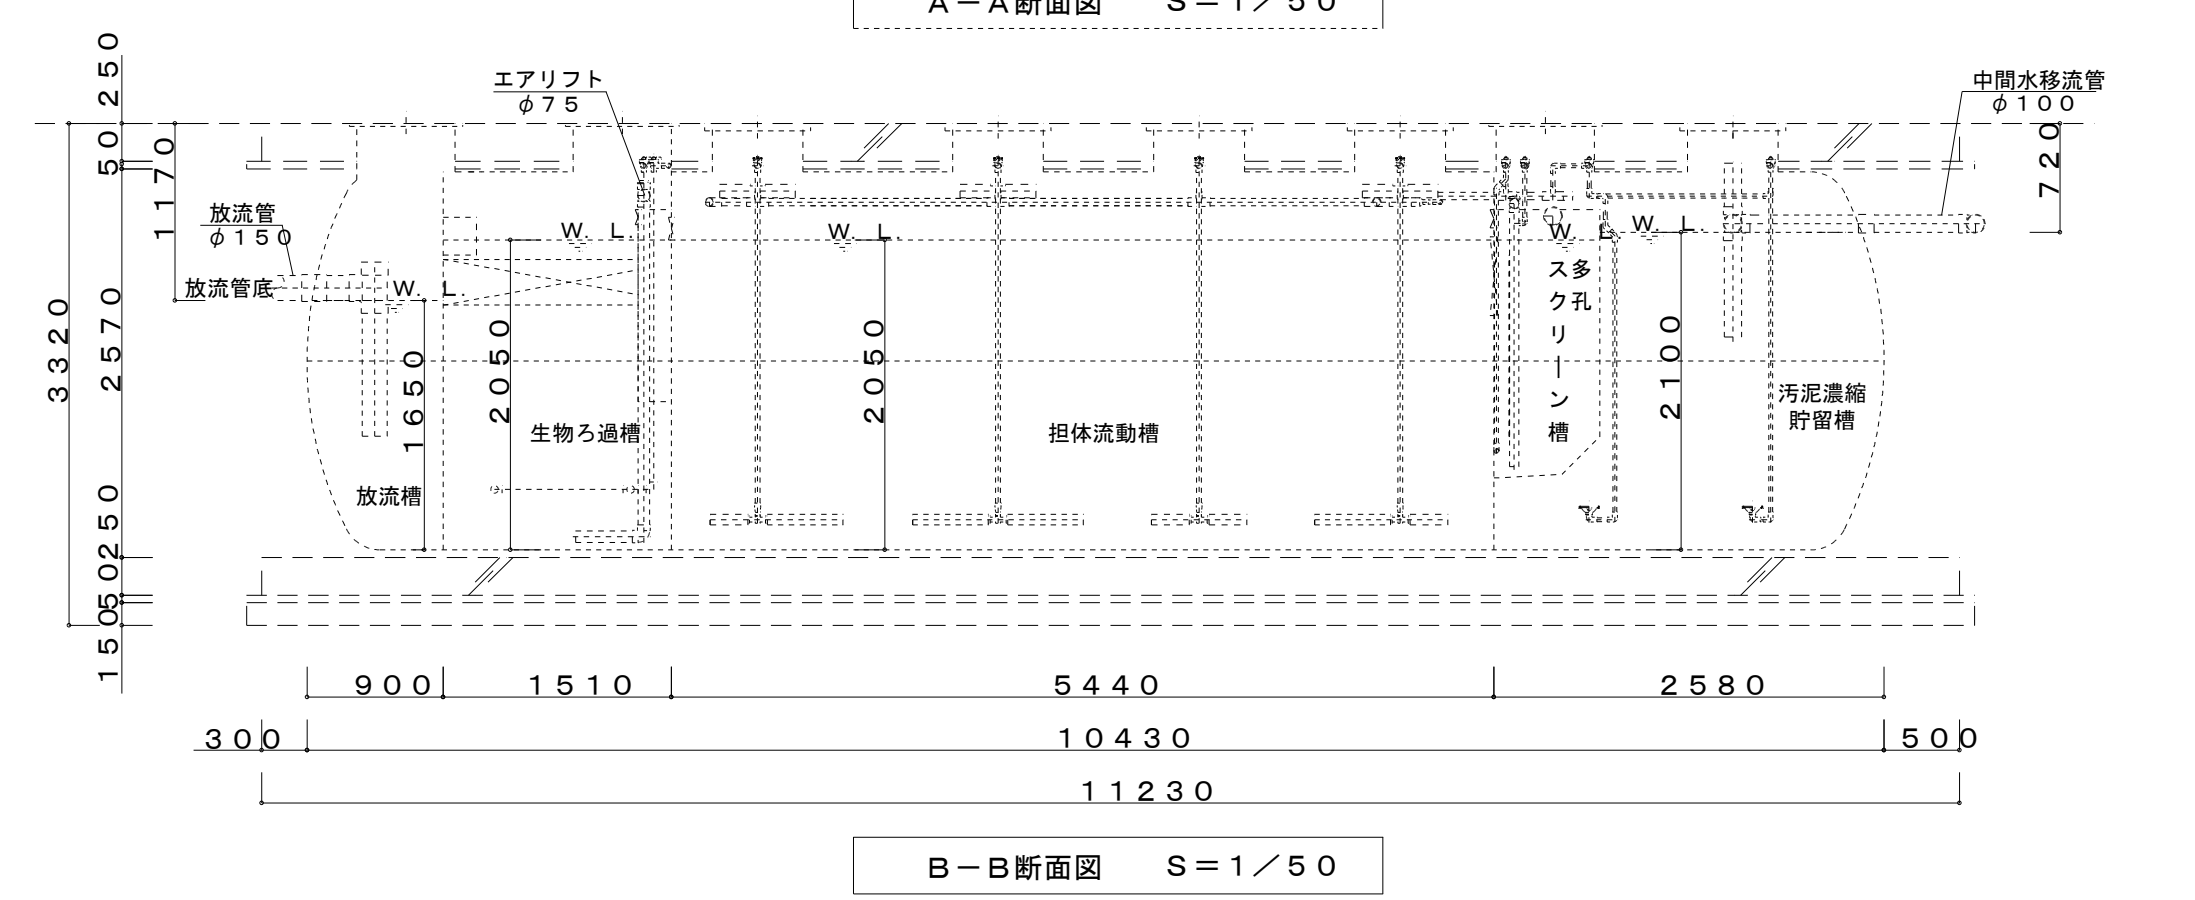 A－A断面図　　S＝1／50
250
50
2570
250
50
150
3320
1170
エアリフト
φ75
中間水移流管
φ100
720
放流管
φ150
放流管底
W. L.
W. L.
W. L.
W. L.
W. L.
1650
2050
2050
2100
放流槽
生物ろ過槽
担体流動槽
多孔
スクリーン槽
汚泥濃縮
貯留槽
900
1510
5440
2580
300
10430
500
11230
B－B断面図　　S＝1／50